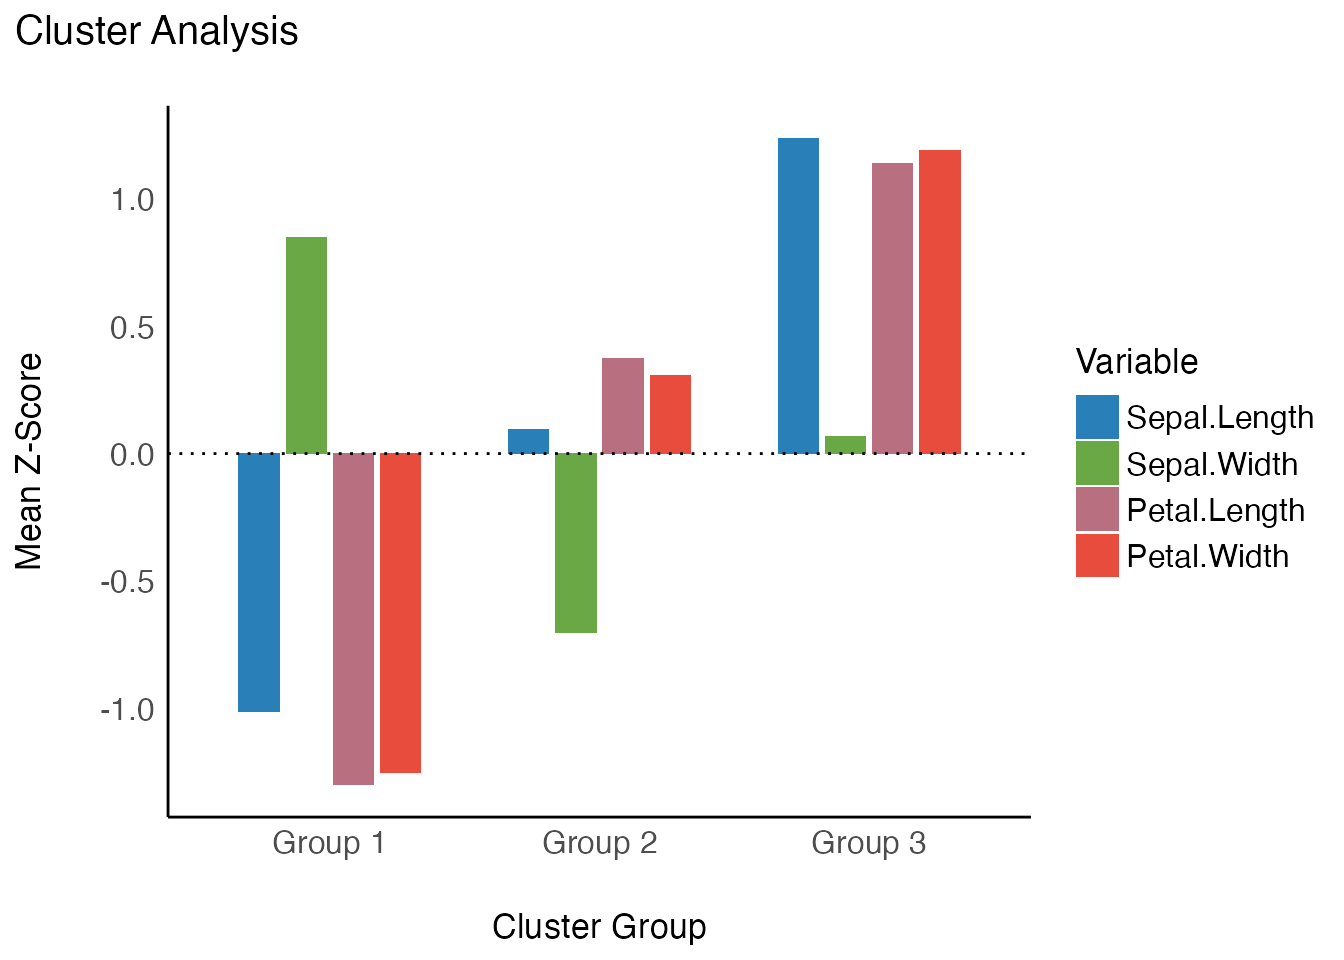 Cluster Analysis
1.0
0.5
0.0
-0.5
-1.0
Mean Z-Score
Group 1
Group 2
Group 3
Cluster Group
Variable
Sepal.Length
Sepal.Width
Petal.Length
Petal.Width